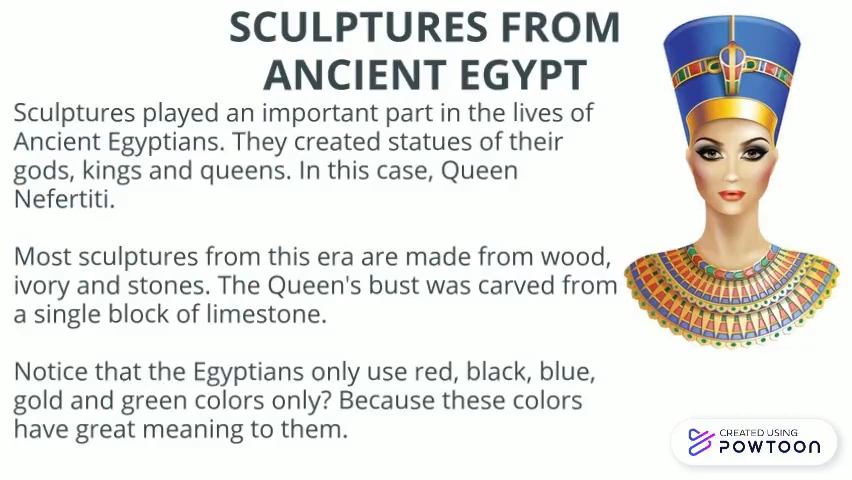 SCULPTURES FROM
ANCIENT EGYPT
Sculptures played an important part in the lives of
Ancient Egyptians. They created statues of their
gods, kings and queens. In this case, Queen
Nefertiti.
Most sculptures from this era are made from wood,
ivory and stones. The Queen's bust was carved from
a single block of limestone.
Notice that the Egyptians only use red, black, blue,
gold and green colors only? Because these colors
have great meaning to them.
CREATED USING
POWTOON